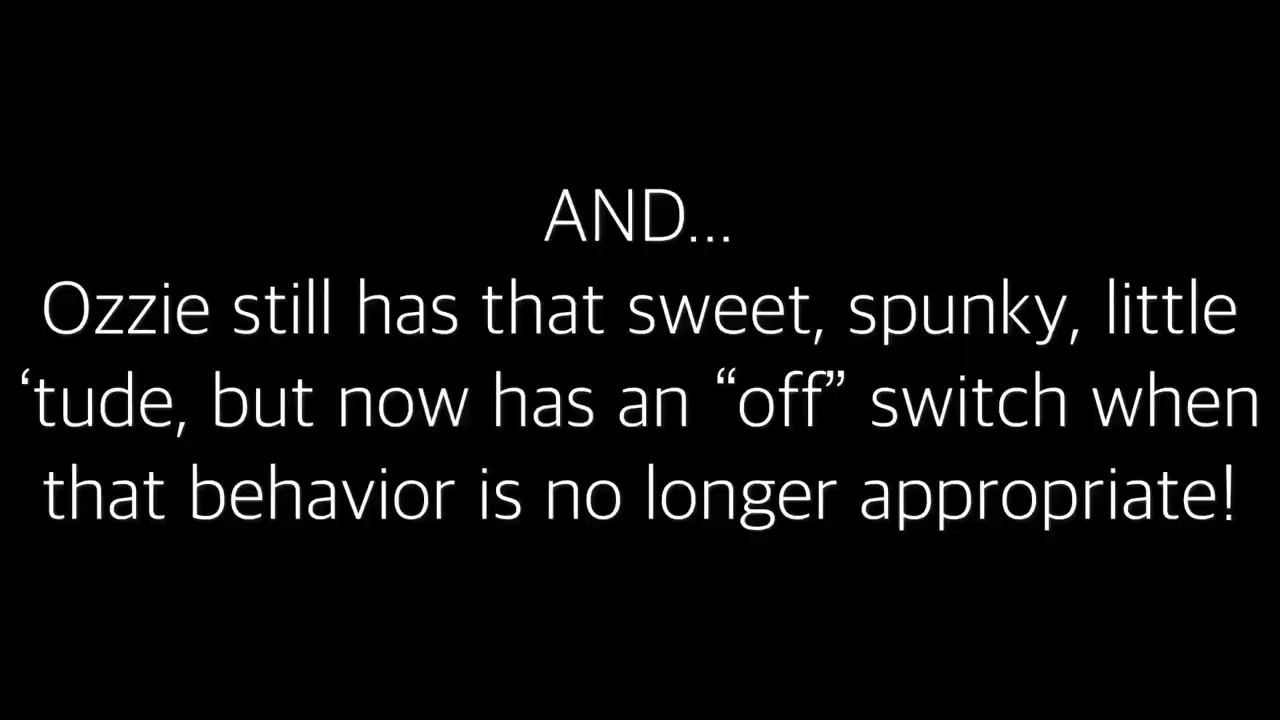 AND...
Ozzie still has that sweet, spunky, little
‘tude, but now has an “off” switch when
that behavior is no longer appropriate!